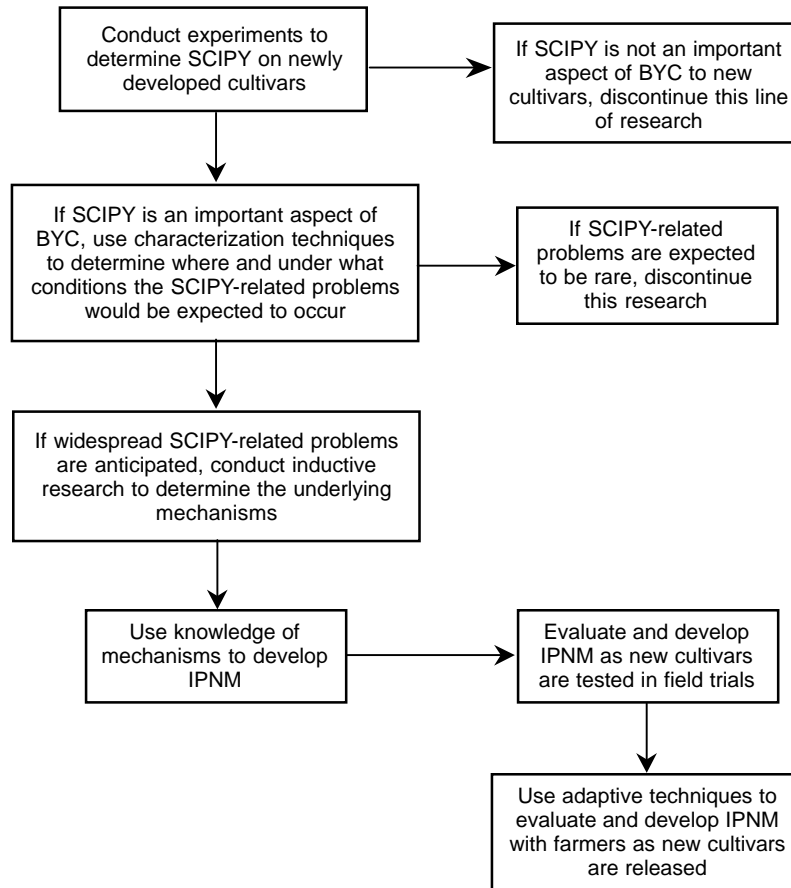 Conduct experiments to
determine SCIPY on newly
developed cultivars
If SCIPY is not an important
aspect of BYC to new
cultivars, discontinue this line
of research
If SCIPY is an important aspect of
BYC, use characterization techniques
to determine where and under what
conditions the SCIPY-related problems
would be expected to occur
If SCIPY-related
problems are expected
to be rare, discontinue
this research
If widespread SCIPY-related problems
are anticipated, conduct inductive
research to determine the underlying
mechanisms
Use knowledge of
mechanisms to develop
IPNM
Evaluate and develop
IPNM as new cultivars
are tested in field trials
Use adaptive techniques to
evaluate and develop IPNM
with farmers as new cultivars
are released